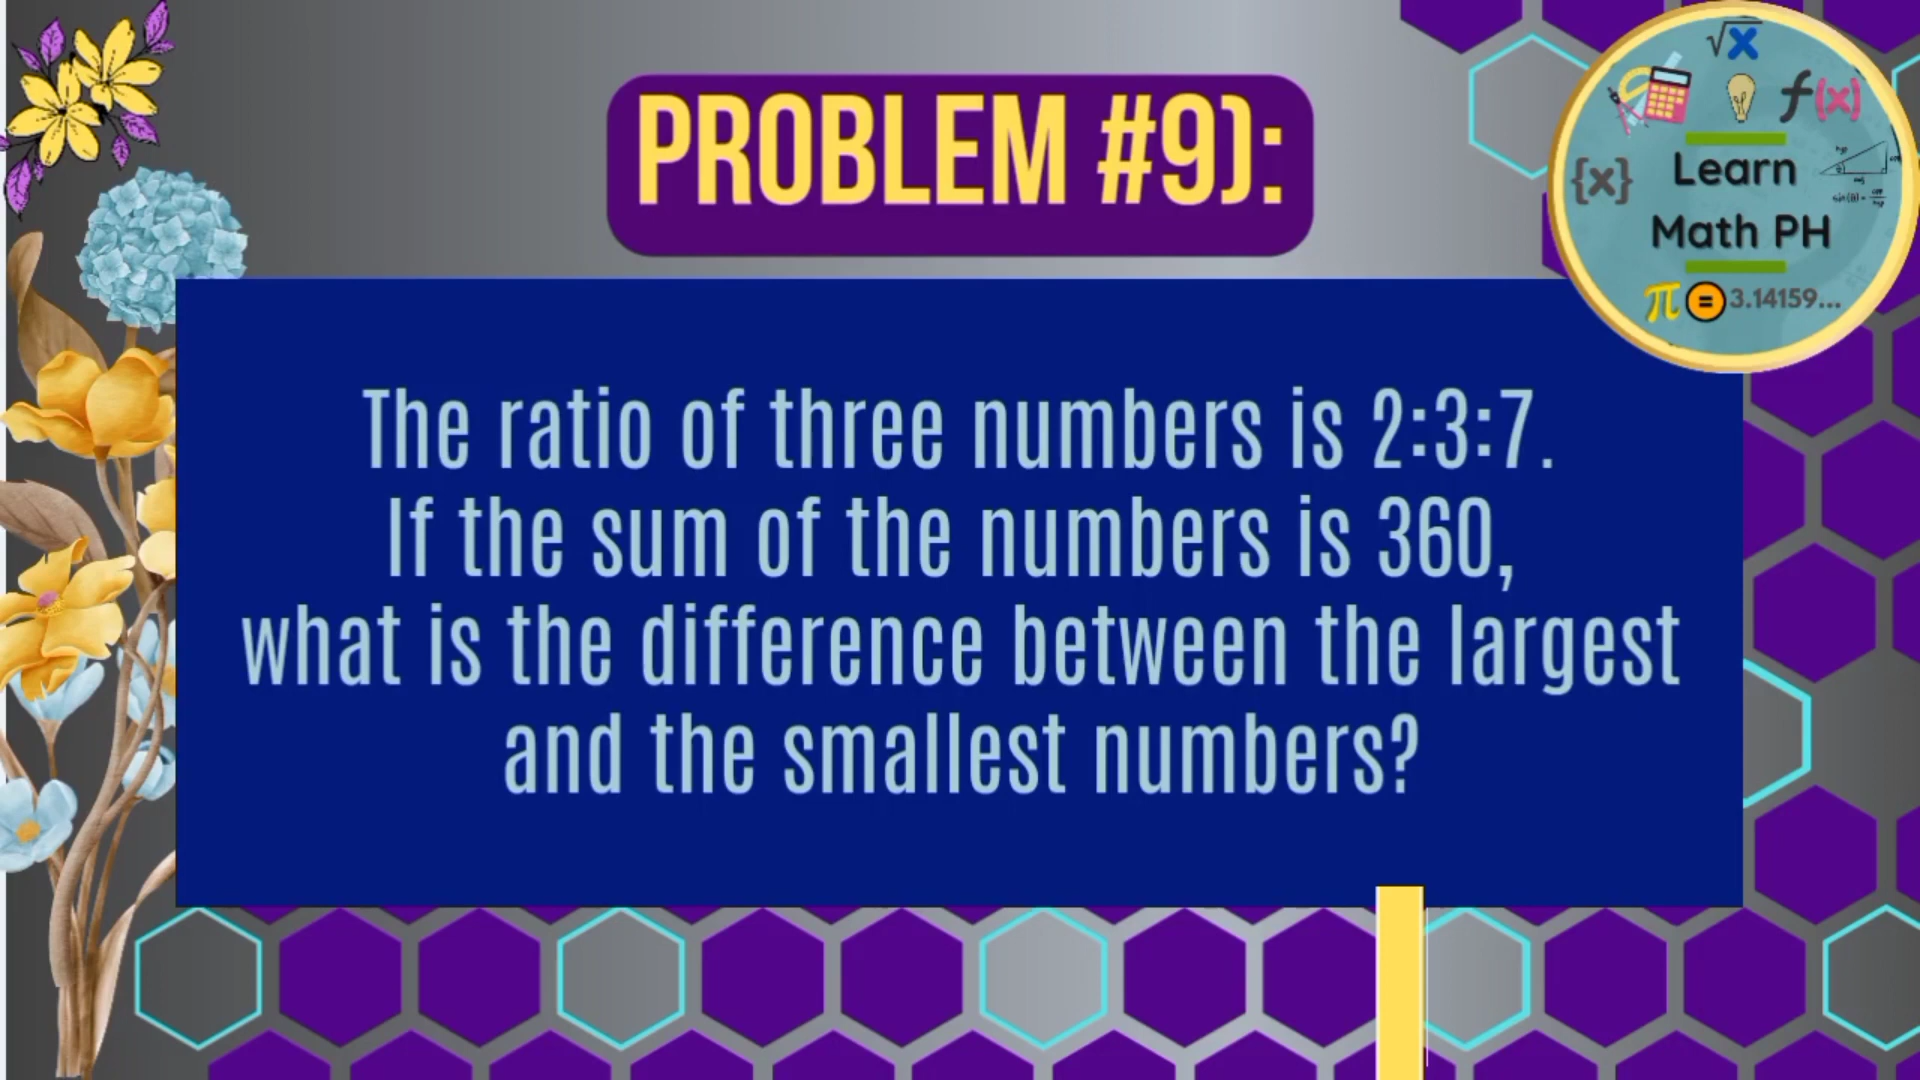 PROBLEM #9):
√x
f(x)
{x}
Learn
Math PH
π = 3.14159...
The ratio of three numbers is 2:3:7.
If the sum of the numbers is 360,
what is the difference between the largest
and the smallest numbers?